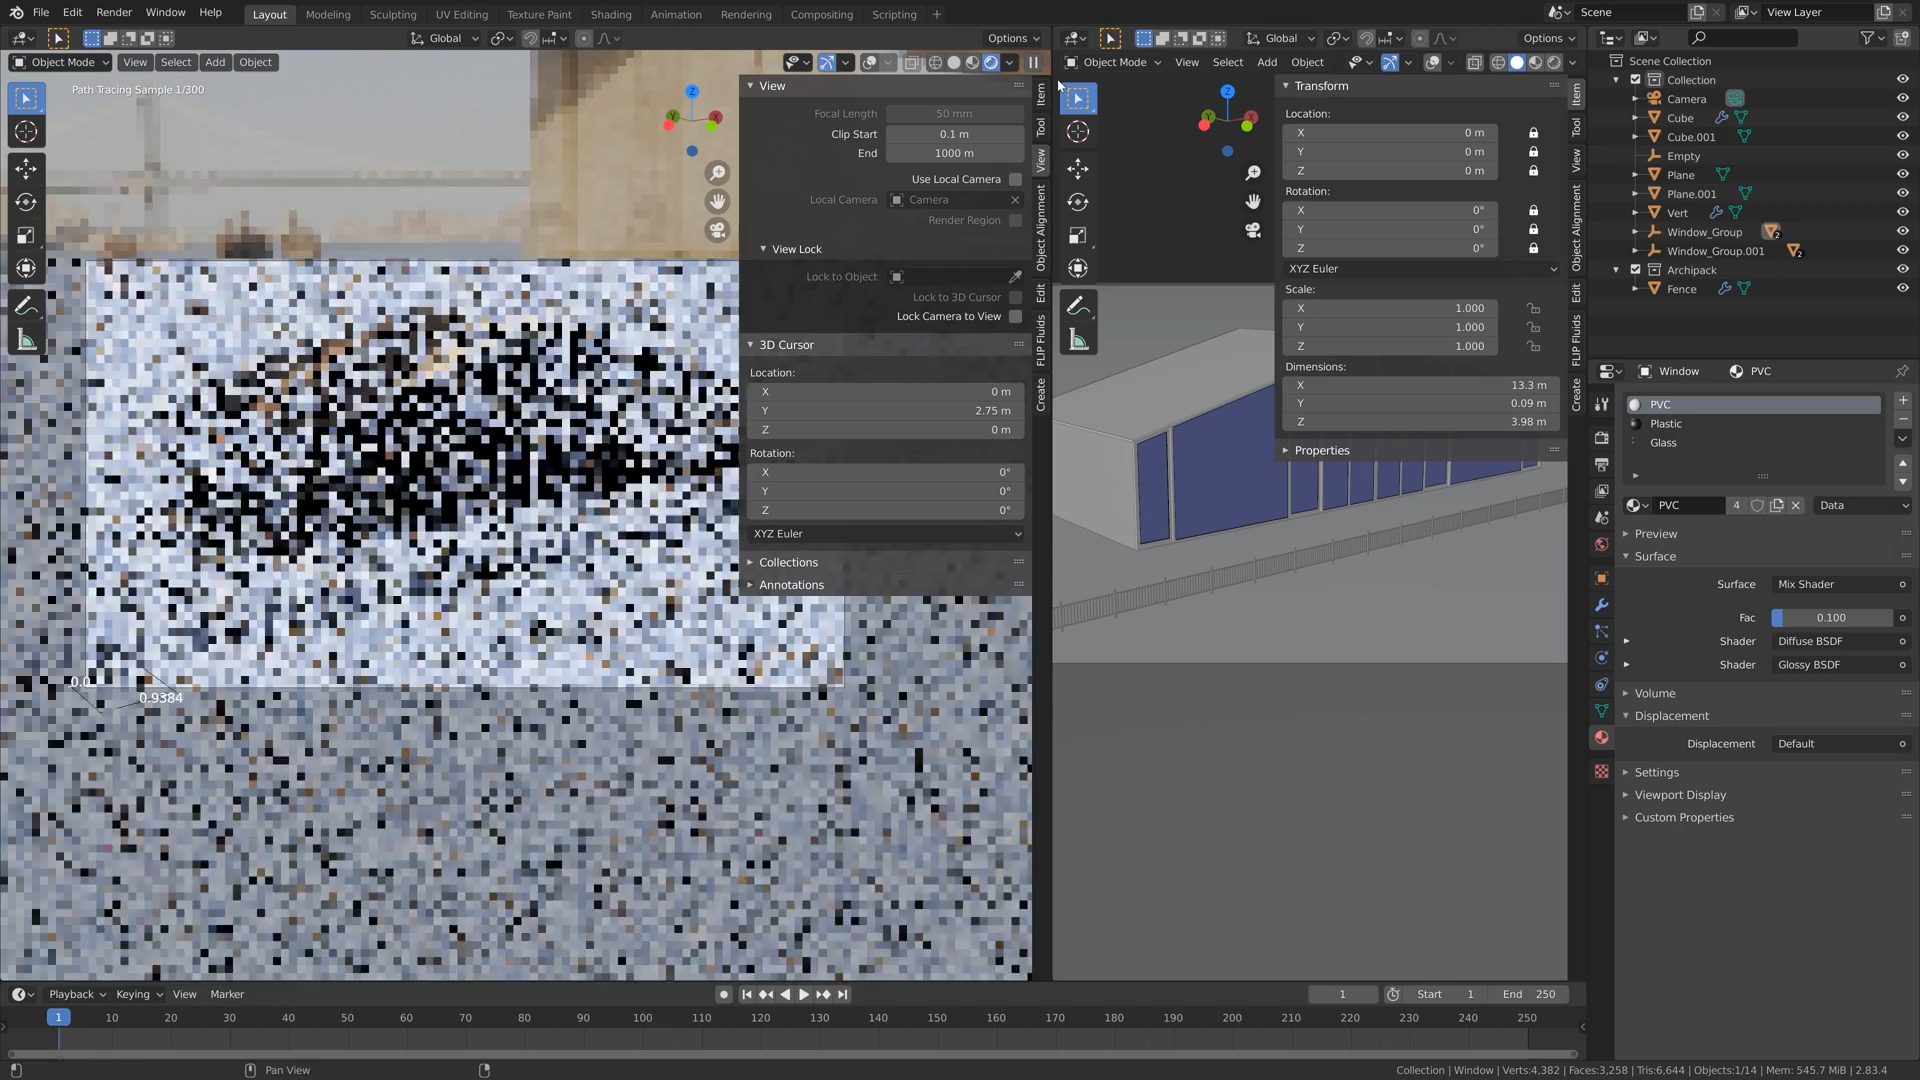 File Edit Render Window Help Layout Modeling Sculpting UV Editing Texture Paint Shading Animation Rendering Compositing Scripting + Scene View Layer
Global Options Global Options
Object Mode View Select Add Object Object Mode View Select Add Object
Path Tracing Sample 1/300
View
Focal Length 50 mm
Clip Start 0.1 m
End 1000 m
Use Local Camera
Local Camera Camera
Render Region
View Lock
Lock to Object
Lock to 3D Cursor
Lock Camera to View
3D Cursor
Location:
X 0 m
Y 2.75 m
Z 0 m
Rotation:
X 0°
Y 0°
Z 0°
XYZ Euler
Collections
Annotations
Item
Tool
View
Object Alignment
Edit
FLIP Fluids
Create
Z
Y
X
0.0
0.9384
Z
Y
X
Transform
Location:
X 0 m
Y 0 m
Z 0 m
Rotation:
X 0°
Y 0°
Z 0°
XYZ Euler
Scale:
X 1.000
Y 1.000
Z 1.000
Dimensions:
X 13.3 m
Y 0.09 m
Z 3.98 m
Properties
Item
Tool
View
Object Alignment
Edit
FLIP Fluids
Create
Scene Collection
Collection
Camera
Cube
Cube.001
Empty
Plane
Plane.001
Vert
Window_Group 2
Window_Group.001 2
Archipack
Fence
Window PVC
PVC
Plastic
Glass
PVC 4 Data
Preview
Surface
Surface Mix Shader
Fac 0.100
Shader Diffuse BSDF
Shader Glossy BSDF
Volume
Displacement
Displacement Default
Settings
Viewport Display
Custom Properties
Playback Keying View Marker 1 Start 1 End 250
1 10 20 30 40 50 60 70 80 90 100 110 120 130 140 150 160 170 180 190 200 210 220 230 240 250
Pan View Collection | Window | Verts:4,382 | Faces:3,258 | Tris:6,644 | Objects:1/14 | Mem: 545.7 MiB | 2.83.4